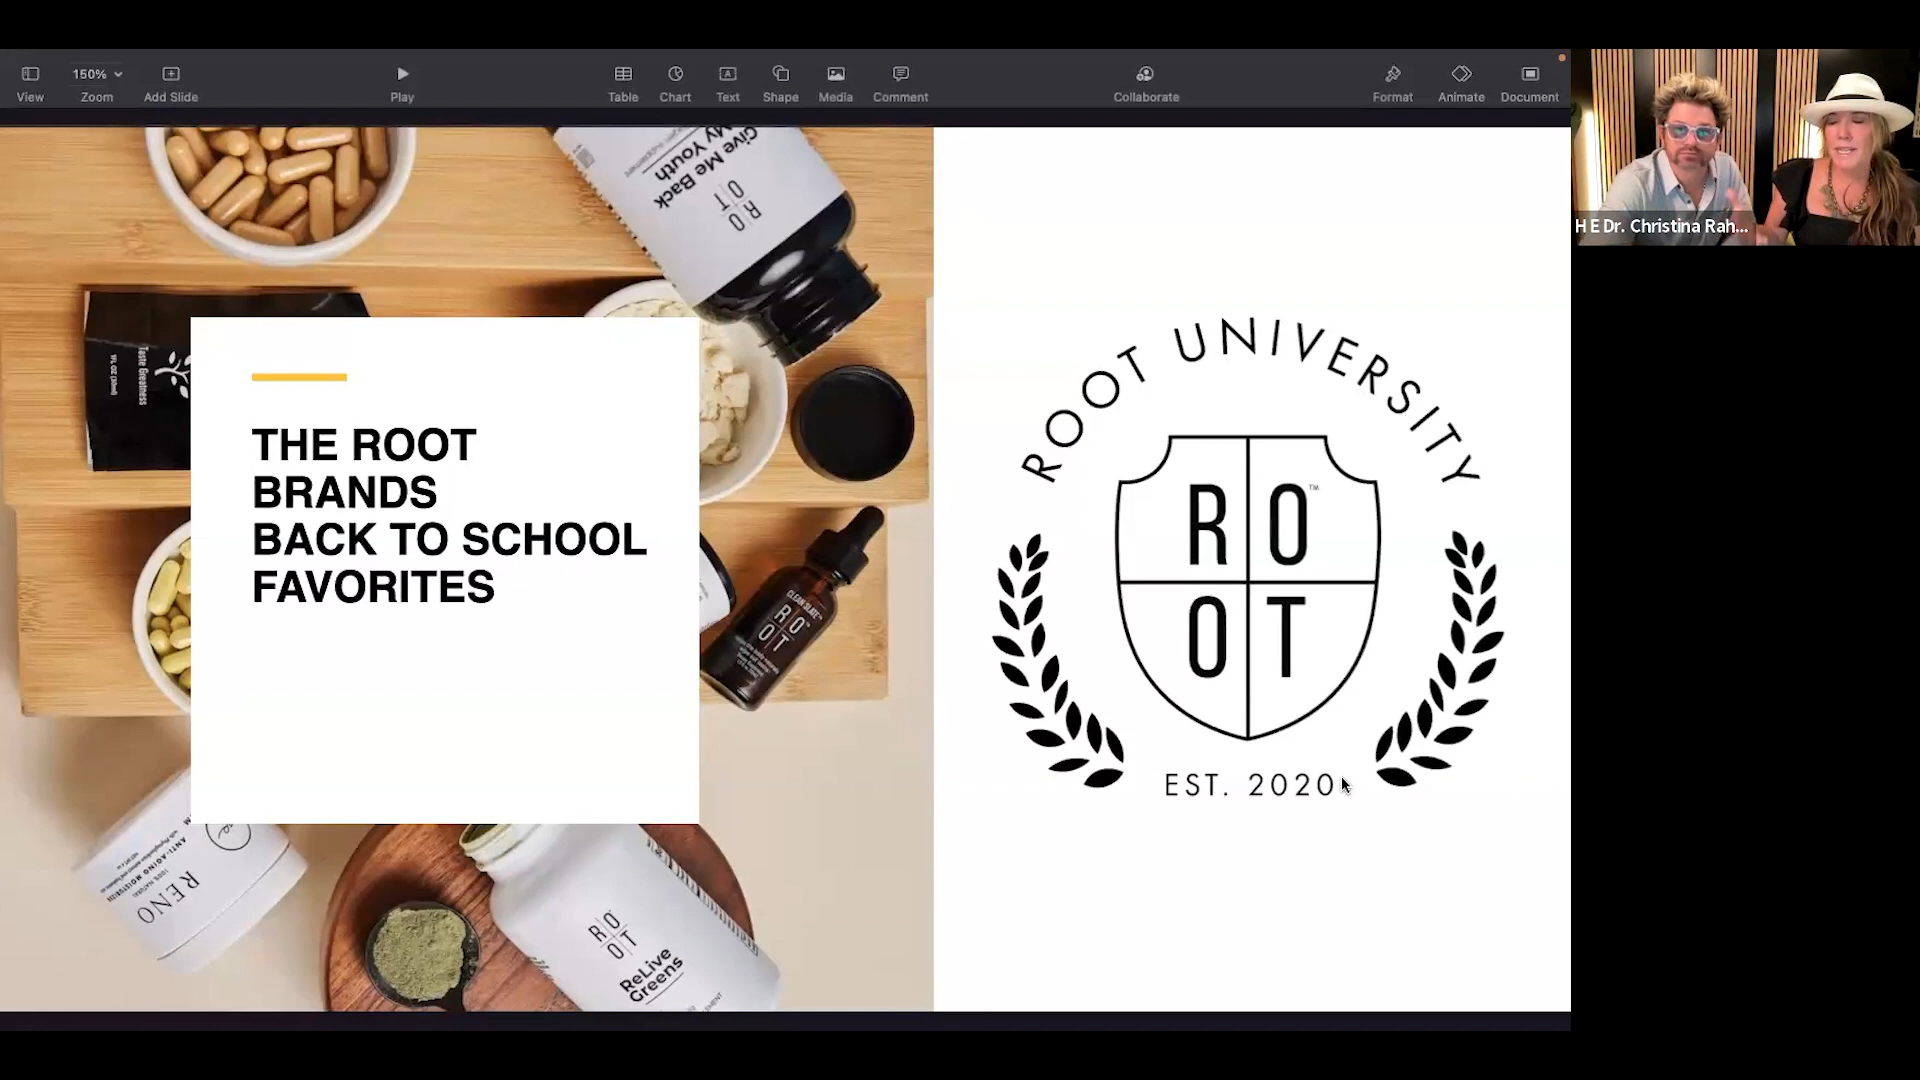 150%
View
Zoom
Add Slide
Play
Table
Chart
Text
Shape
Media
Comment
Collaborate
Format
Animate
Document
H E Dr. Christina Rah...
Give Me Back
My Youth
RO
OT
Taste Greatness
THE ROOT
BRANDS
BACK TO SCHOOL
FAVORITES
CLEAN SLATE
RO
OT
RENO
ANTI-AGING MOISTURISER
RO
OT
ReLive
Greens
ROOT UNIVERSITY
RO™
OT
EST. 2020